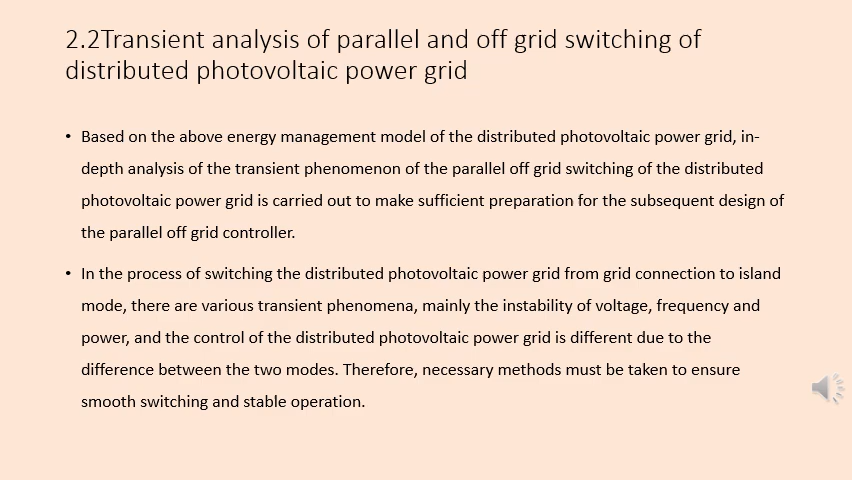 2.2Transient analysis of parallel and off grid switching of
distributed photovoltaic power grid
• Based on the above energy management model of the distributed photovoltaic power grid, in-
depth analysis of the transient phenomenon of the parallel off grid switching of the distributed
photovoltaic power grid is carried out to make sufficient preparation for the subsequent design of
the parallel off grid controller.
• In the process of switching the distributed photovoltaic power grid from grid connection to island
mode, there are various transient phenomena, mainly the instability of voltage, frequency and
power, and the control of the distributed photovoltaic power grid is different due to the
difference between the two modes. Therefore, necessary methods must be taken to ensure
smooth switching and stable operation.